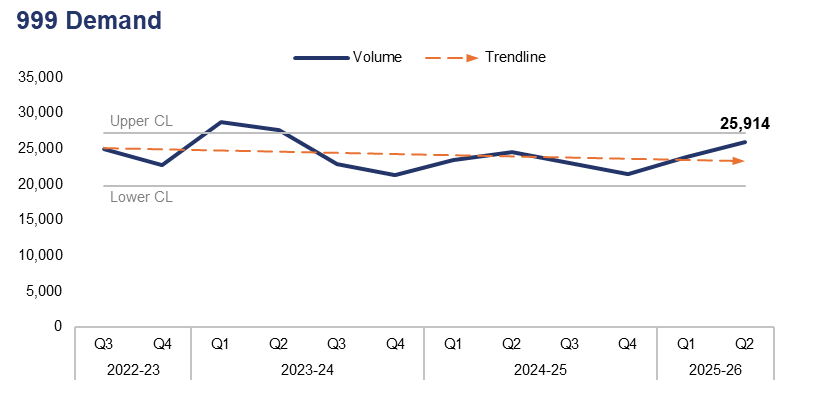 999 Demand
Volume Trendline
35,000
30,000
Upper CL
25,914
25,000
20,000
Lower CL
15,000
10,000
5,000
0
Q3 Q4 Q1 Q2 Q3 Q4 Q1 Q2 Q3 Q4 Q1 Q2
2022-23 2023-24 2024-25 2025-26